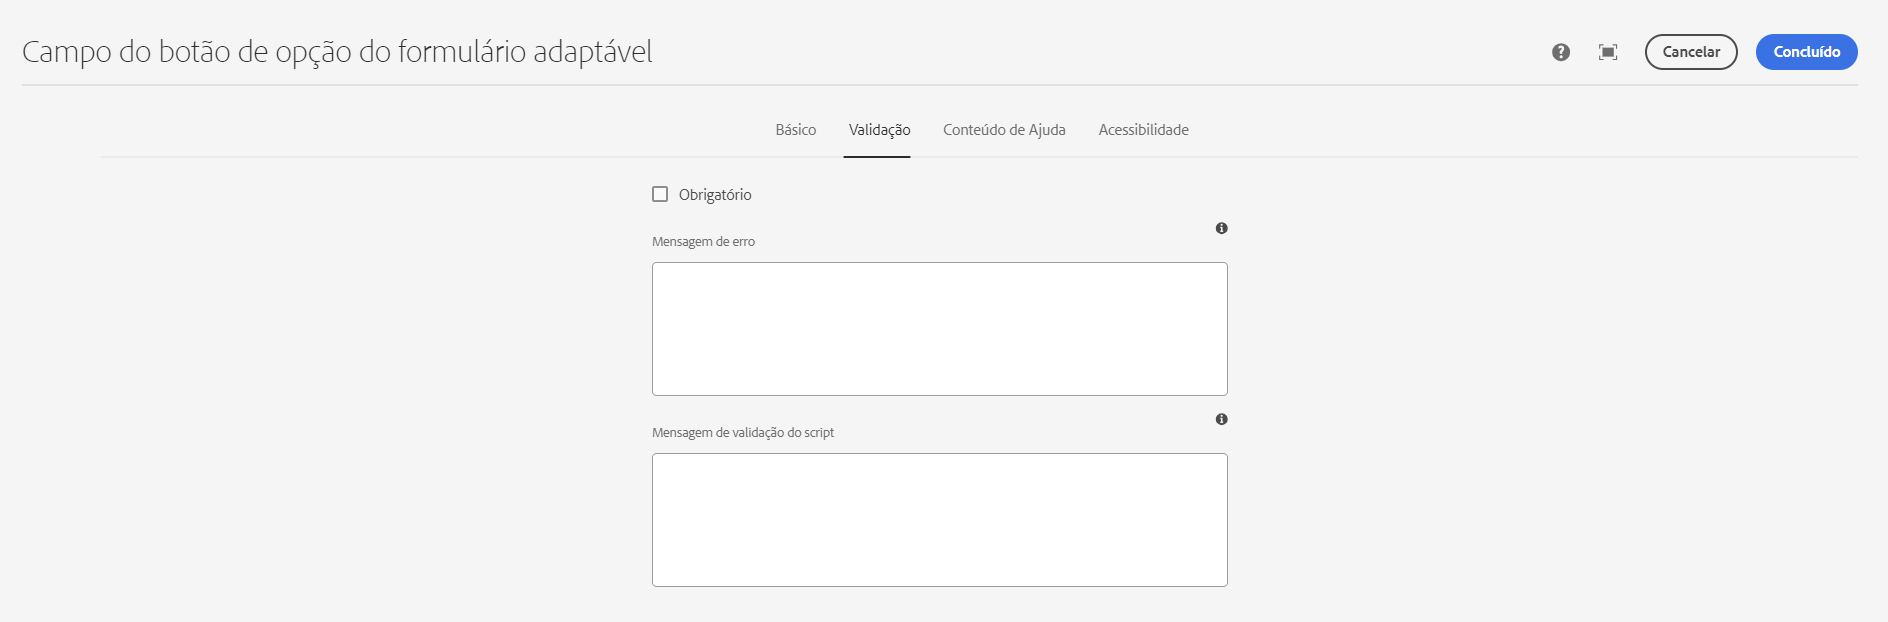 Campo do botão de opção do formulário adaptável
Cancelar
Concluído
Básico
Validação
Conteúdo de Ajuda
Acessibilidade
Obrigatório
Mensagem de erro
Mensagem de validação do script